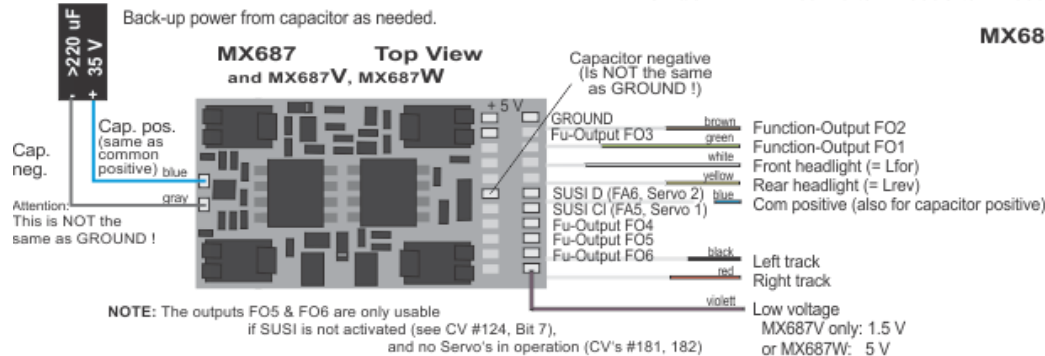 Back-up power from capacitor as needed.
>220 uF
35 V
- +
MX687 Top View
and MX687V, MX687W
MX68
Capacitor negative
(Is NOT the same
as GROUND !)
+ 5 V
Cap. pos.
(same as
common
positive)
blue
Cap.
neg.
gray
Attention:
This is NOT the
same as GROUND !
GROUND
Fu-Output FO3
SUSI D (FA6, Servo 2)
SUSI Cl (FA5, Servo 1)
Fu-Output FO4
Fu-Output FO5
Fu-Output FO6
brown Function-Output FO2
green Function-Output FO1
white Front headlight (= Lfor)
yellow Rear headlight (= Lrev)
blue Com positive (also for capacitor positive)
black Left track
red Right track
violett Low voltage
MX687V only: 1.5 V
or MX687W: 5 V
NOTE: The outputs FO5 & FO6 are only usable
if SUSI is not activated (see CV #124, Bit 7),
and no Servo's in operation (CV's #181, 182)